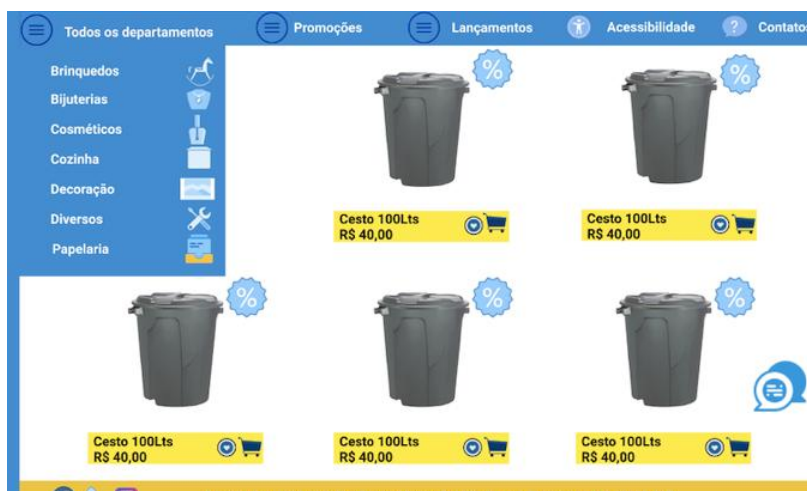 Todos os departamentos
Promoções
Lançamentos
Acessibilidade
?
Contatos
Brinquedos
Bijuterias
Cosméticos
Cozinha
Decoração
Diversos
Papelaria
%
%
Cesto 100Lts
R$ 40,00
Cesto 100Lts
R$ 40,00
%
%
%
Cesto 100Lts
R$ 40,00
Cesto 100Lts
R$ 40,00
Cesto 100Lts
R$ 40,00